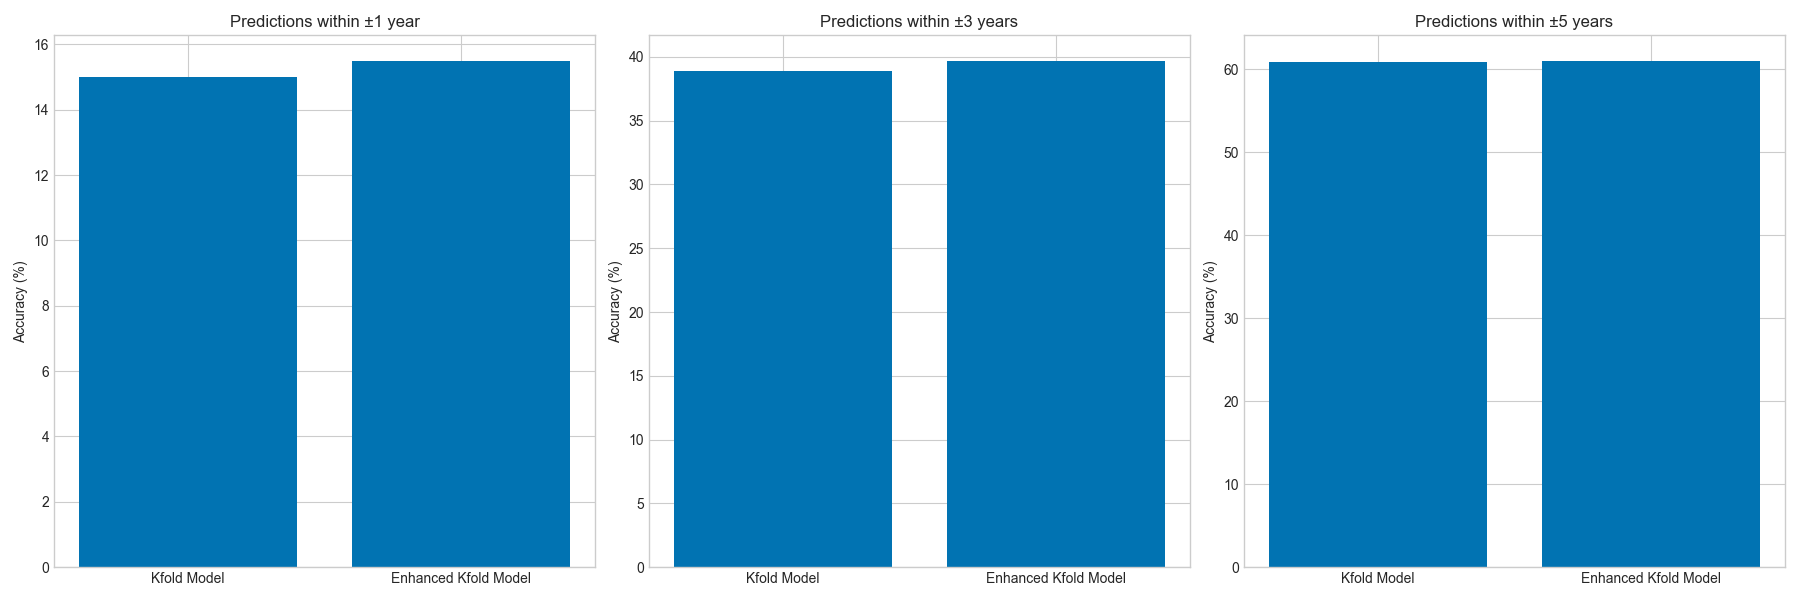 Predictions within ±1 year
16
14
12
10
8
6
4
2
0
Accuracy (%)
Kfold Model
Enhanced Kfold Model
Predictions within ±3 years
40
35
30
25
20
15
10
5
0
Accuracy (%)
Kfold Model
Enhanced Kfold Model
Predictions within ±5 years
60
50
40
30
20
10
0
Accuracy (%)
Kfold Model
Enhanced Kfold Model